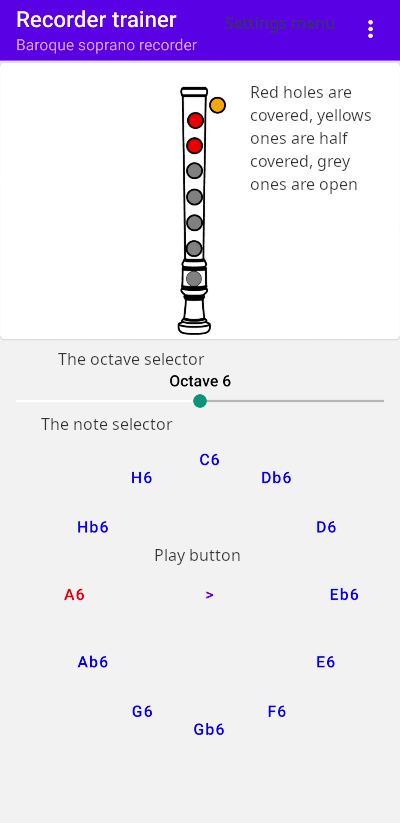 Recorder trainer
Settings menu
Baroque soprano recorder
Red holes are
covered, yellows
ones are half
covered, grey
ones are open
The octave selector
Octave 6
The note selector
C6
H6
Db6
Hb6
D6
Play button
A6
>
Eb6
Ab6
E6
G6
F6
Gb6